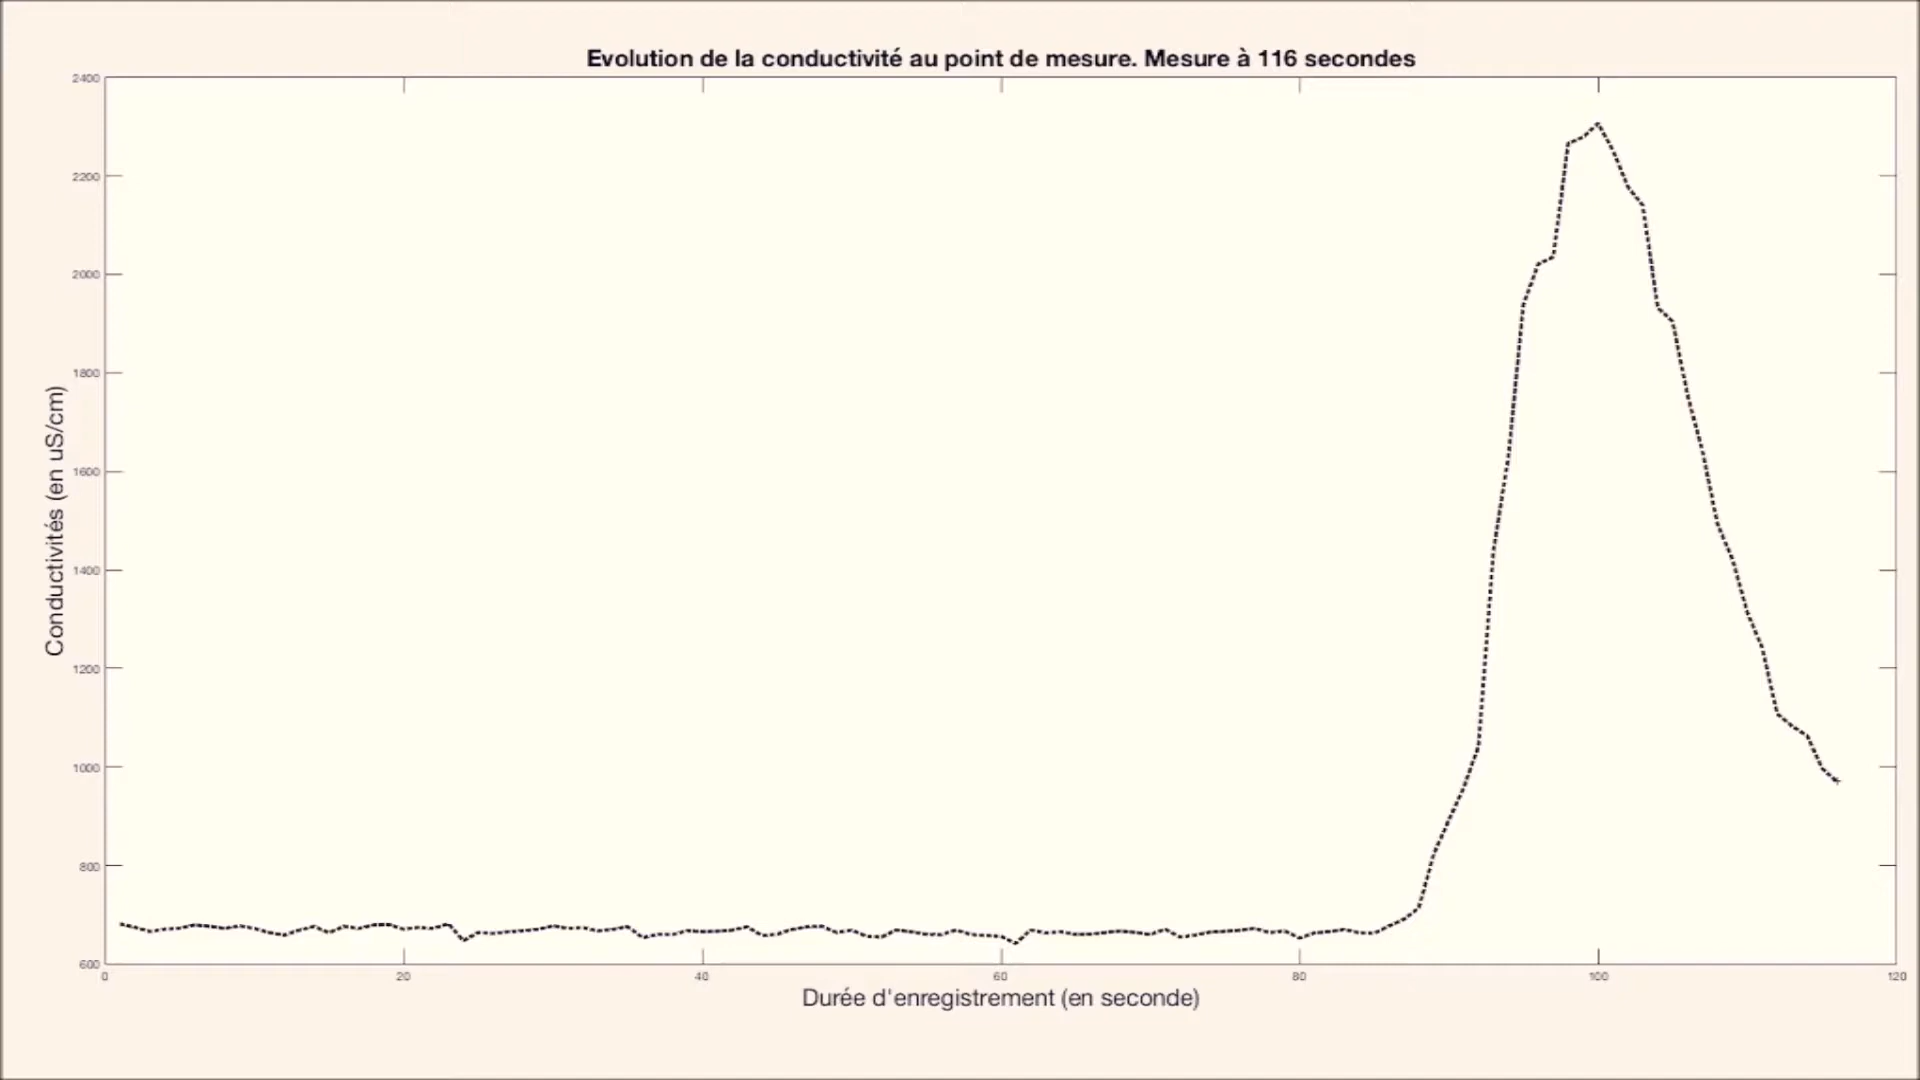 Evolution de la conductivité au point de mesure. Mesure à 116 secondes
2400
2200
2000
1800
1600
1400
1200
1000
800
600
Conductivités (en uS/cm)
0 20 40 60 80 100 120
Durée d'enregistrement (en seconde)